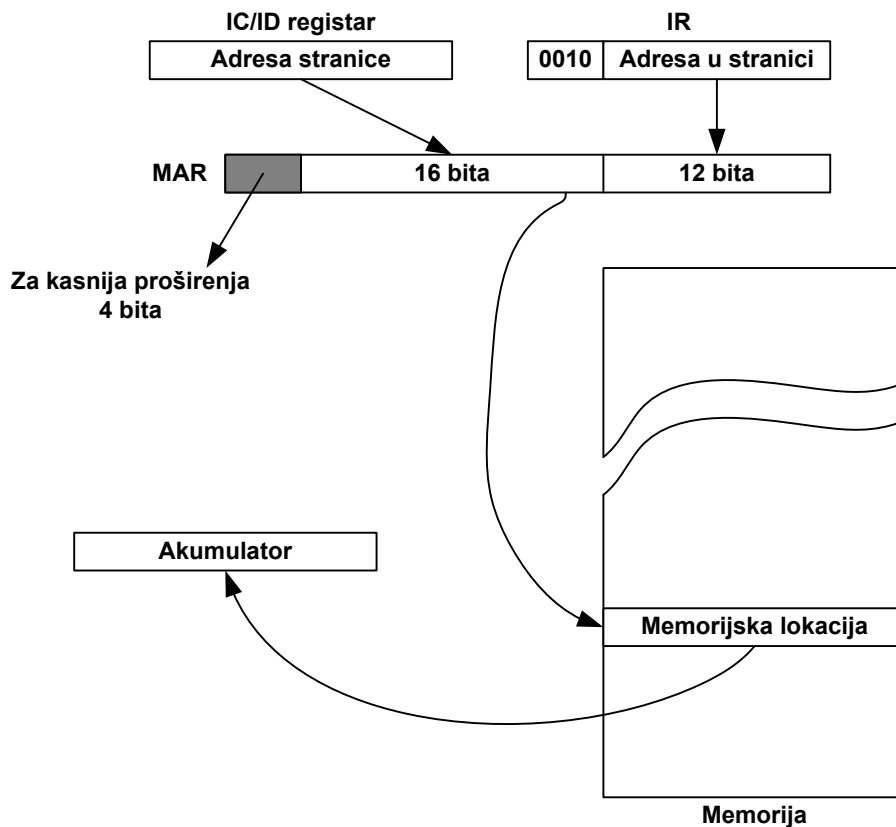 IC/ID registar
IR
Adresa stranice
0010
Adresa u stranici
MAR
16 bita
12 bita
Za kasnija proširenja
4 bita
Akumulator
Memorijska lokacija
Memorija